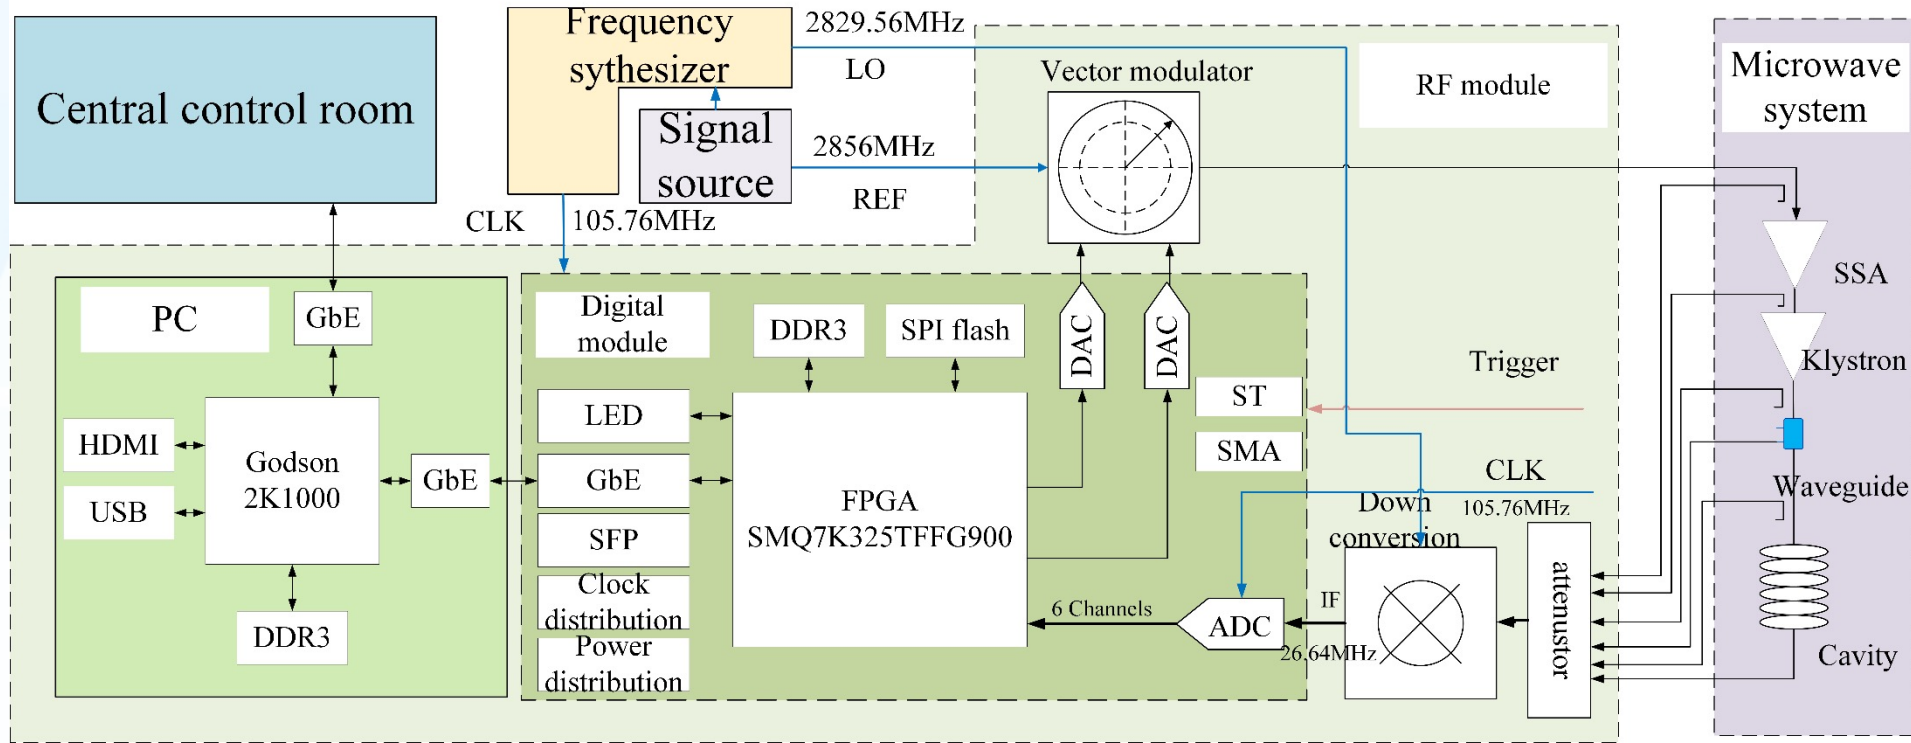 Central control room
Frequency
sythesizer
2829.56MHz
LO
Signal
source
2856MHz
REF
CLK
105.76MHz
Vector modulator
RF module
Microwave
system
PC
GbE
HDMI
USB
Godson
2K1000
GbE
DDR3
Digital
module
DDR3
SPI flash
LED
GbE
SFP
Clock
distribution
Power
distribution
FPGA
SMQ7K325TFFG900
DAC
DAC
ST
SMA
Trigger
CLK
105.76MHz
Down
conversion
6 Channels
ADC
IF
26.64MHz
attenustor
SSA
Klystron
Waveguide
Cavity